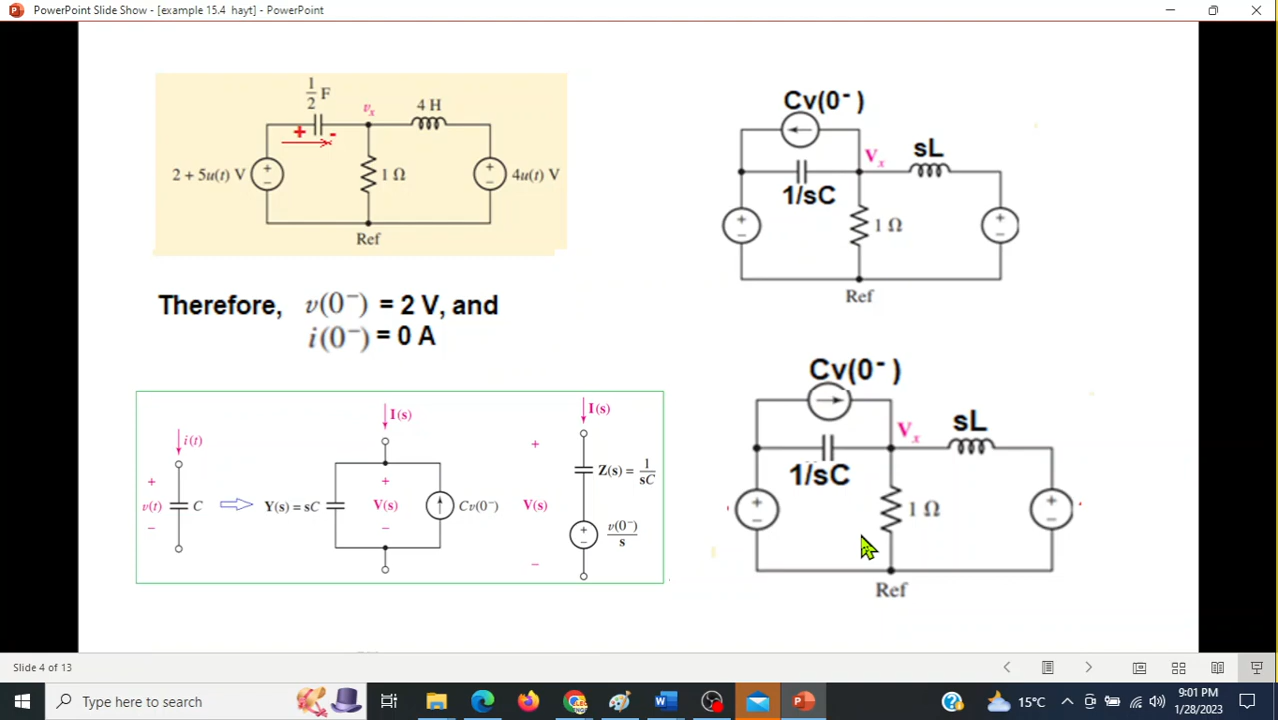 PowerPoint Slide Show - [example 15.4 hayt] - PowerPoint
1/2 F
+ -
vx
4 H
2 + 5u(t) V
+
−
1 Ω
+
−
4u(t) V
Ref
Therefore, v(0⁻) = 2 V, and
i(0⁻) = 0 A
i(t)
+
v(t)
−
C
I(s)
Y(s) = sC
+
V(s)
−
Cv(0⁻)
+
V(s)
−
I(s)
Z(s) = 1/sC
+
−
v(0⁻)/s
Cv(0⁻)
Vx
sL
1/sC
+
−
1 Ω
+
−
Ref
Cv(0⁻)
Vx
sL
1/sC
+
−
1 Ω
+
−
Ref
Slide 4 of 13
Type here to search
15°C
9:01 PM
1/28/2023